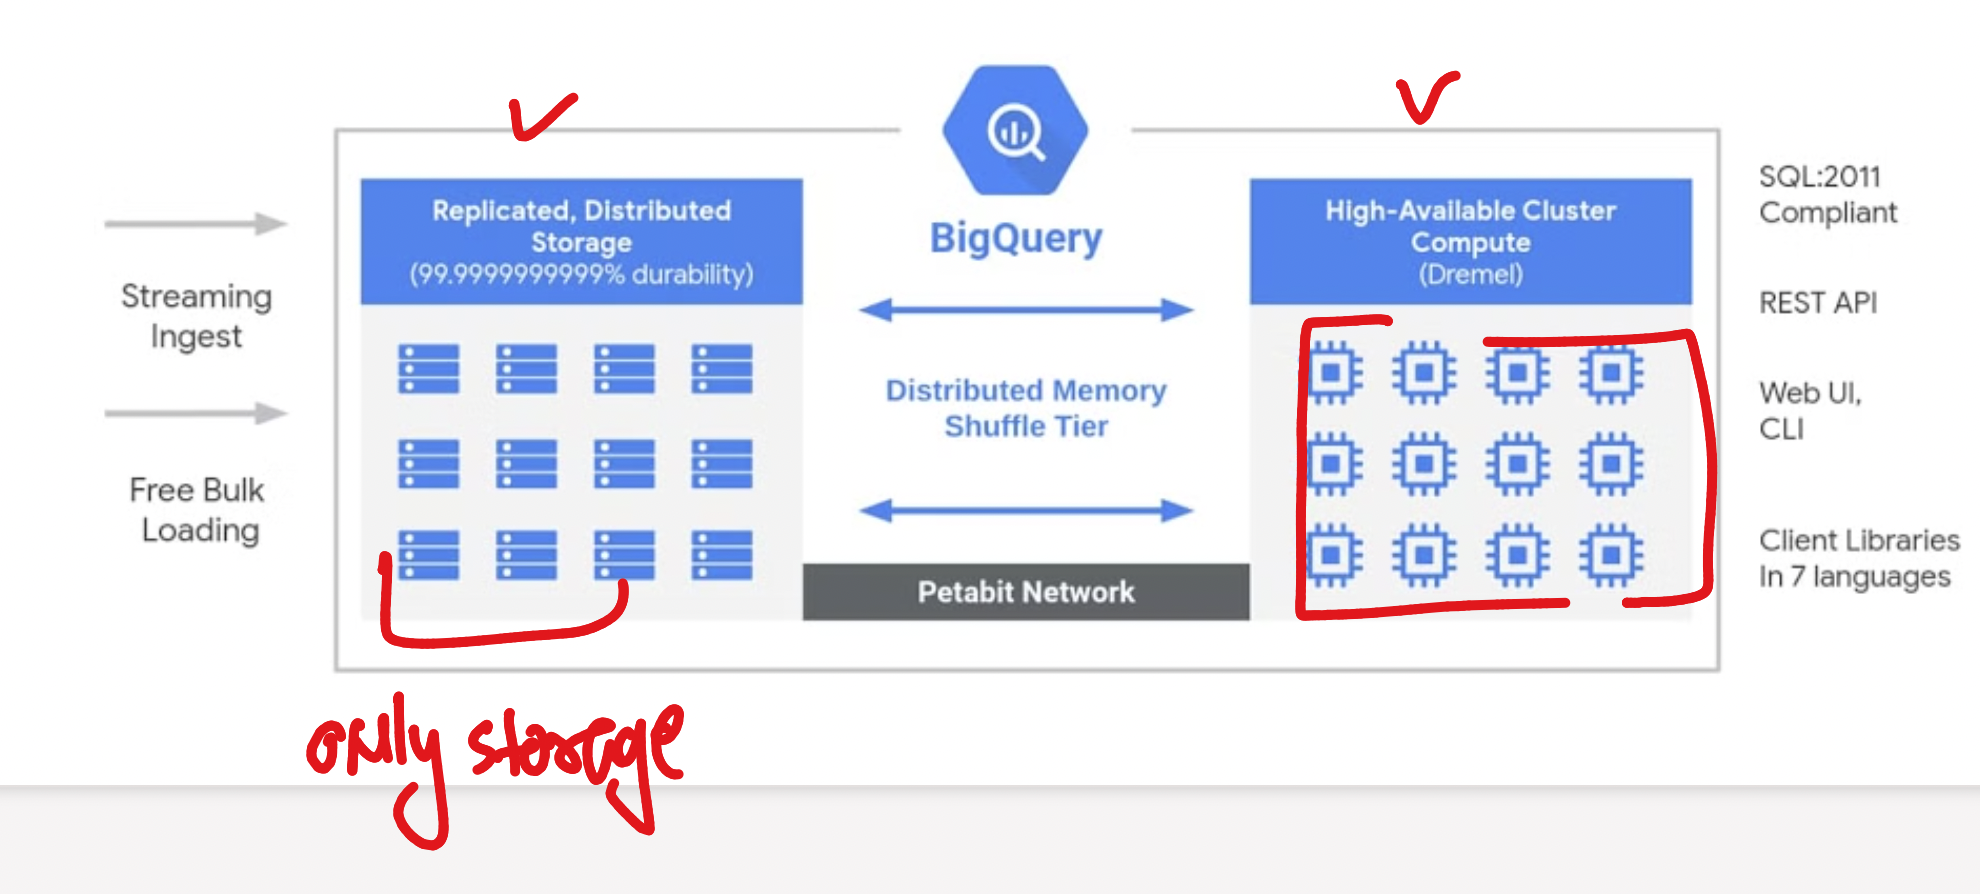 Streaming
Ingest
Free Bulk
Loading
Replicated, Distributed
Storage
(99.9999999999% durability)
BigQuery
Distributed Memory
Shuffle Tier
Petabit Network
High-Available Cluster
Compute
(Dremel)
SQL:2011
Compliant
REST API
Web UI,
CLI
Client Libraries
In 7 languages
only storage